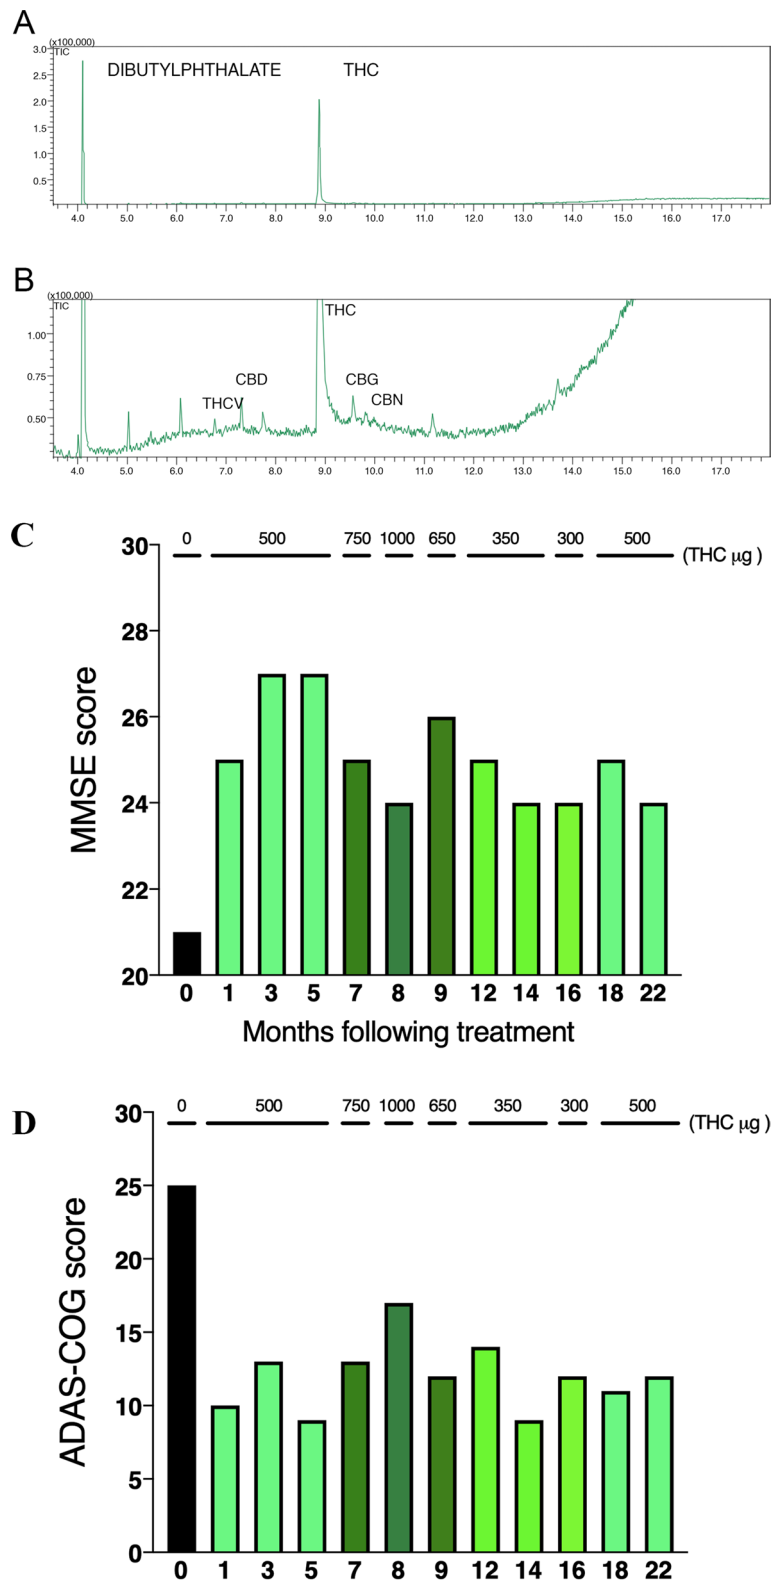 A
(x100,000)
TIC
3.0
2.5
2.0
1.5
1.0
0.5
DIBUTYLPHTHALATE THC
4.0 5.0 6.0 7.0 8.0 9.0 10.0 11.0 12.0 13.0 14.0 15.0 16.0 17.0
B
(x100,000)
TIC
1.00
0.75
0.50
THC
CBD CBG
THCV CBN
4.0 5.0 6.0 7.0 8.0 9.0 10.0 11.0 12.0 13.0 14.0 15.0 16.0 17.0
C
0 500 750 1000 650 350 300 500
(THC µg )
30
28
26
24
22
20
MMSE score
0 1 3 5 7 8 9 12 14 16 18 22
Months following treatment
D
0 500 750 1000 650 350 300 500
(THC µg )
30
25
20
15
10
5
0
ADAS-COG score
0 1 3 5 7 8 9 12 14 16 18 22